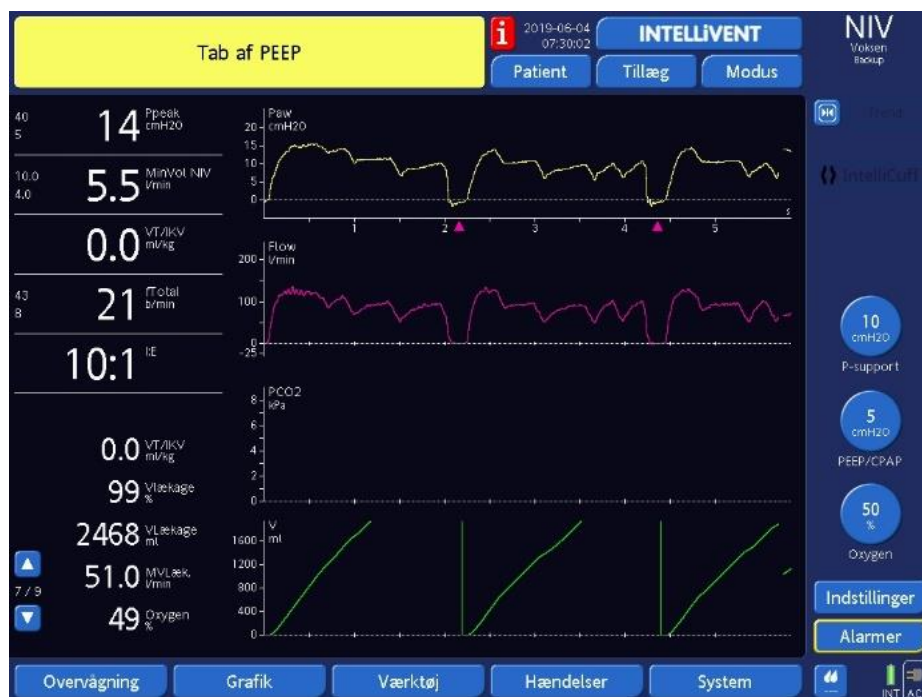 Tab af PEEP
i
2019-06-04
07:30:02
INTELLiVENT
Patient
Tillæg
Modus
NIV
Voksen
Backup
40
5
14
Ppeak
cmH2O
10.0
4.0
5.5
MinVol NIV
l/min
0.0
VT/IKV
ml/kg
43
8
21
fTotal
b/min
10:1
I:E
0.0
VT/IKV
ml/kg
99
Vlækage
%
2468
VLækage
ml
7 / 9
51.0
MVLæk.
l/min
49
Oxygen
%
Paw
cmH2O
20
15
10
5
0
1
2
3
4
5
s
Flow
l/min
200
100
0
-25
PCO2
kPa
8
6
4
2
0
V
ml
1600
1200
800
400
0
Trend
IntelliCuff
10
cmH2O
P-support
5
cmH2O
PEEP/CPAP
50
%
Oxygen
Indstillinger
Alarmer
Overvågning
Grafik
Værktøj
Hændelser
System
INT